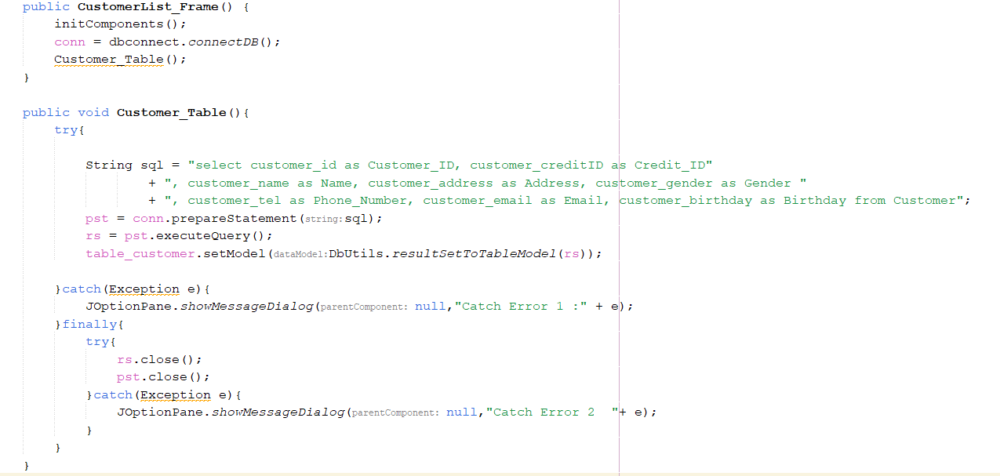 public CustomerList_Frame() {
initComponents();
conn = dbconnect.connectDB();
Customer_Table();
}
public void Customer_Table(){
try{
String sql = "select customer_id as Customer_ID, customer_creditID as Credit_ID"
+ ", customer_name as Name, customer_address as Address, customer_gender as Gender "
+ ", customer_tel as Phone_Number, customer_email as Email, customer_birthday as Birthday from Customer";
pst = conn.prepareStatement(string:sql);
rs = pst.executeQuery();
table_customer.setModel(dataModel:DbUtils.resultSetToTableModel(rs));
}catch(Exception e){
JOptionPane.showMessageDialog(parentComponent: null,"Catch Error 1 :" + e);
}finally{
try{
rs.close();
pst.close();
}catch(Exception e){
JOptionPane.showMessageDialog(parentComponent: null,"Catch Error 2  "+ e);
}
}
}